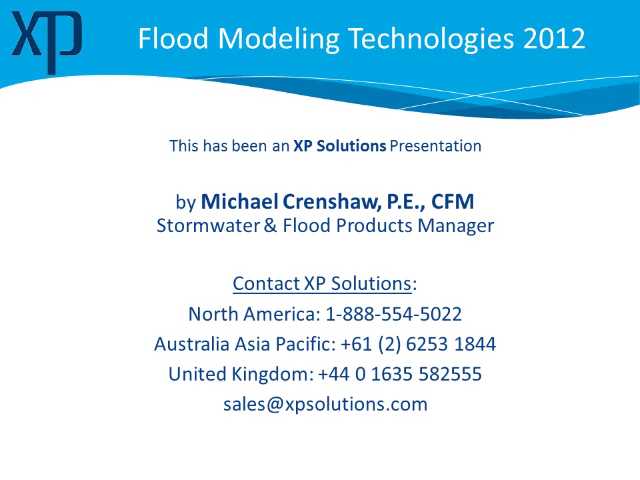 xp
Flood Modeling Technologies 2012
This has been an XP Solutions Presentation
by Michael Crenshaw, P.E., CFM
Stormwater & Flood Products Manager
Contact XP Solutions:
North America: 1-888-554-5022
Australia Asia Pacific: +61 (2) 6253 1844
United Kingdom: +44 0 1635 582555
sales@xpsolutions.com